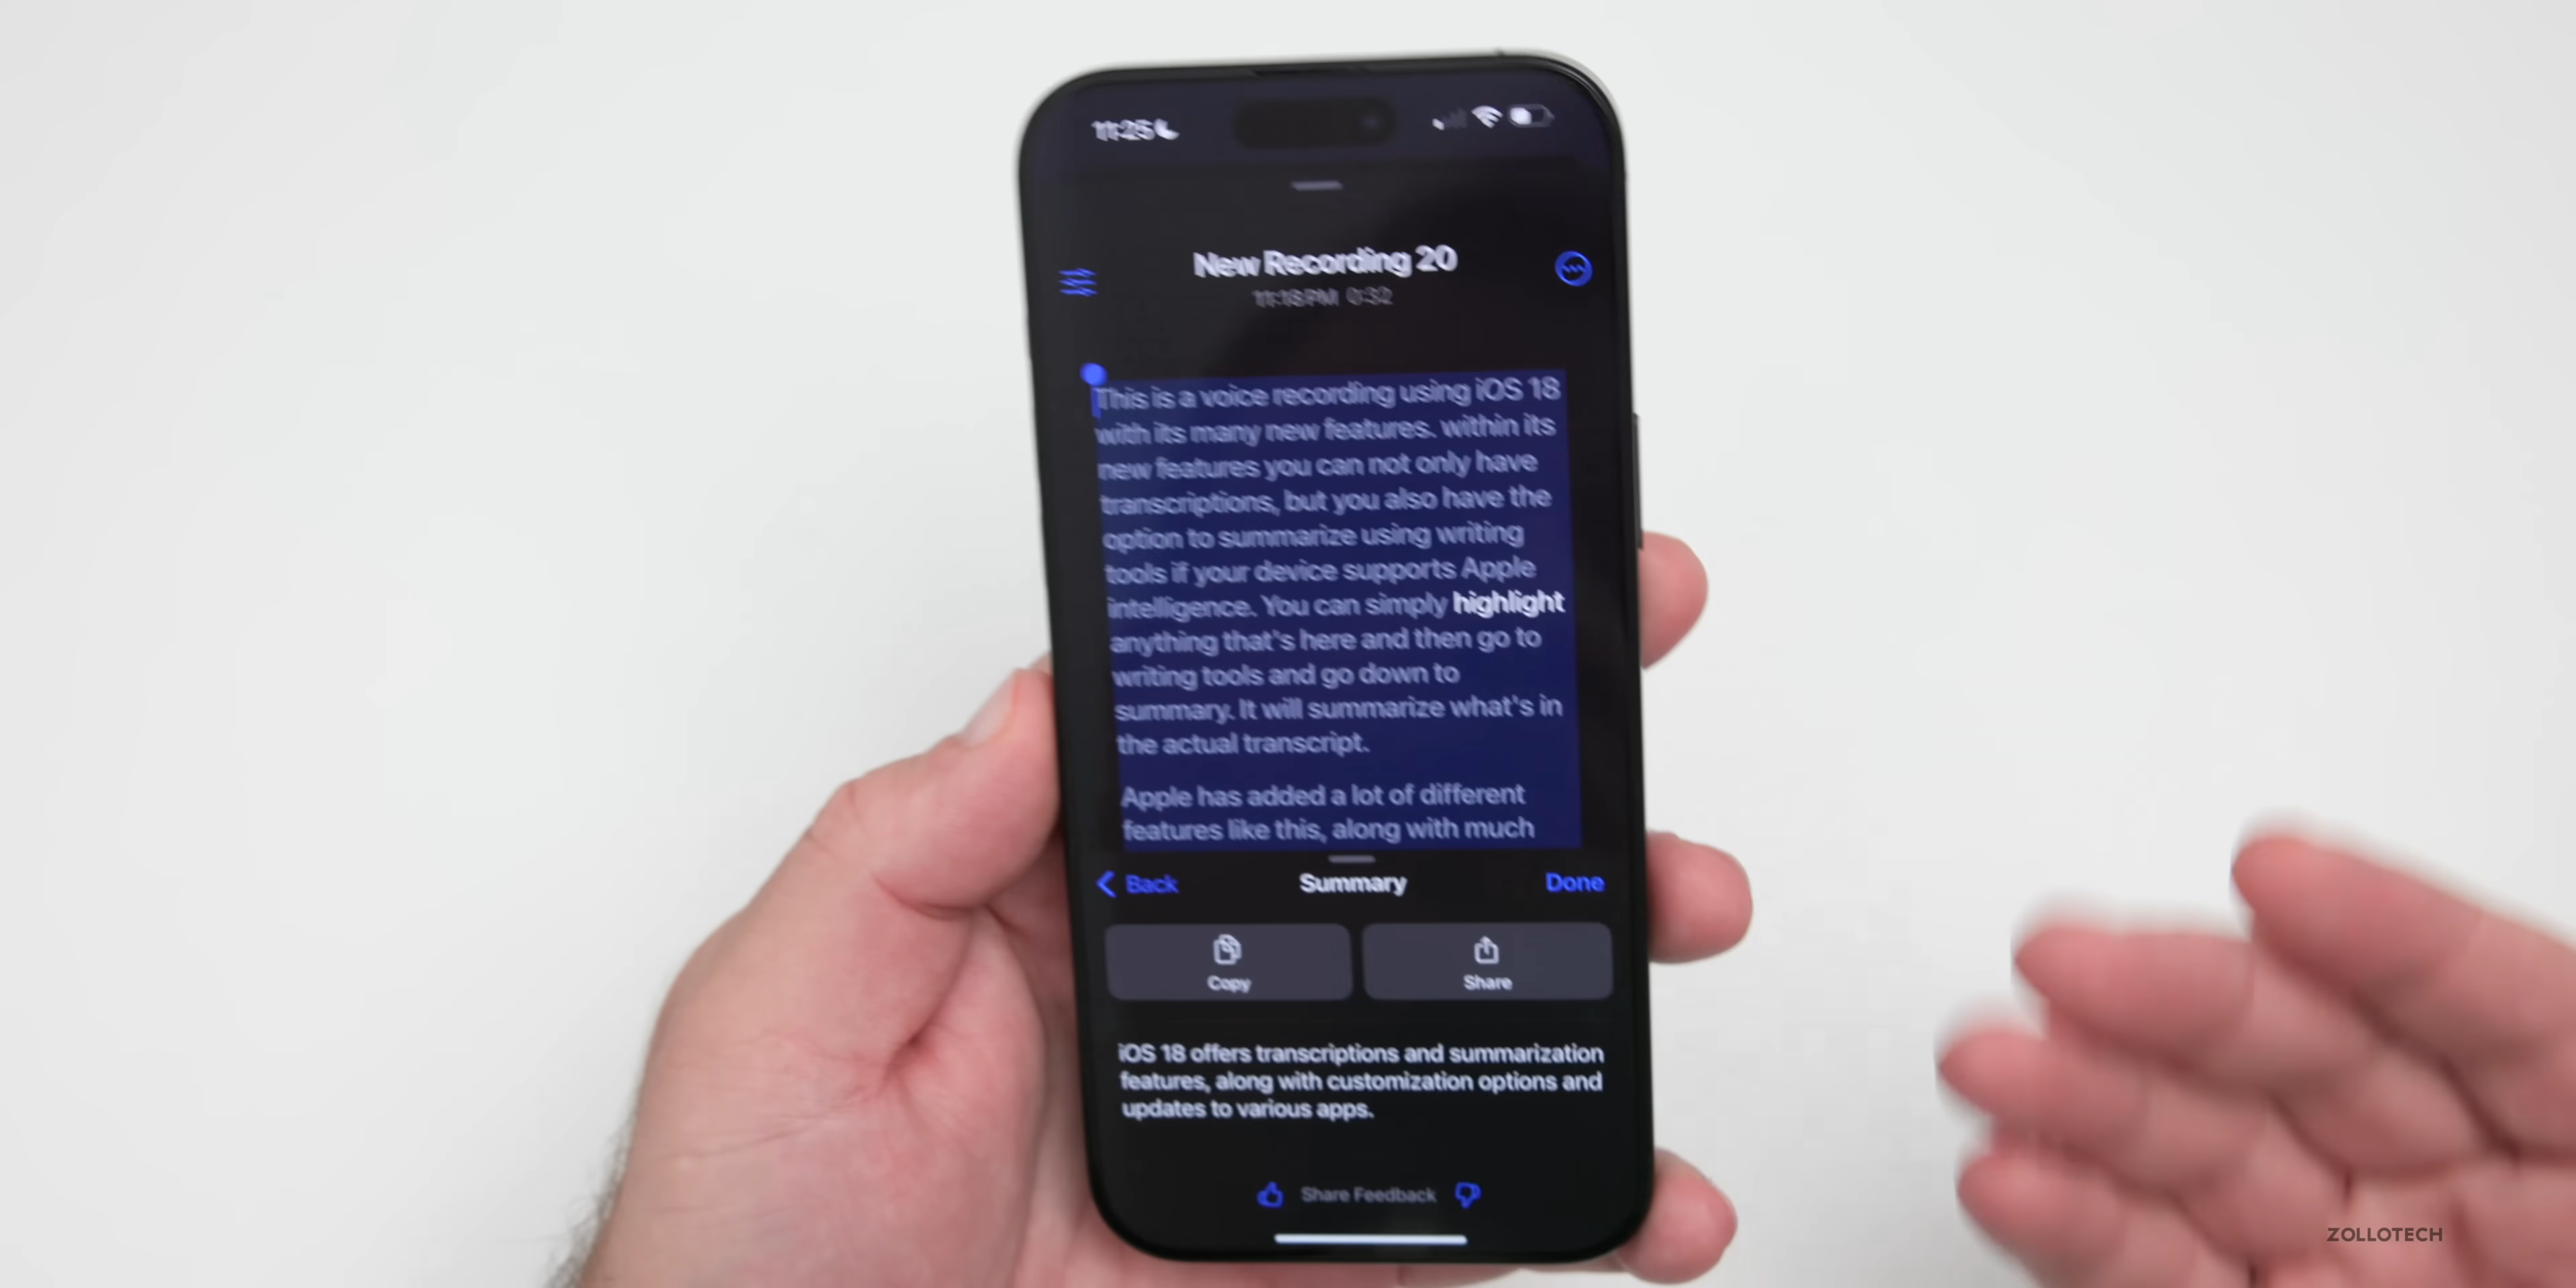 11:25
New Recording 20
11:18 PM 0:32
This is a voice recording using iOS 18
with its many new features. within its
new features you can not only have
transcriptions, but you also have the
option to summarize using writing
tools if your device supports Apple
intelligence. You can simply highlight
anything that's here and then go to
writing tools and go down to
summary. It will summarize what's in
the actual transcript.
Apple has added a lot of different
features like this, along with much
Back Summary Done
Copy Share
iOS 18 offers transcriptions and summarization
features, along with customization options and
updates to various apps.
Share Feedback
ZOLLOTECH